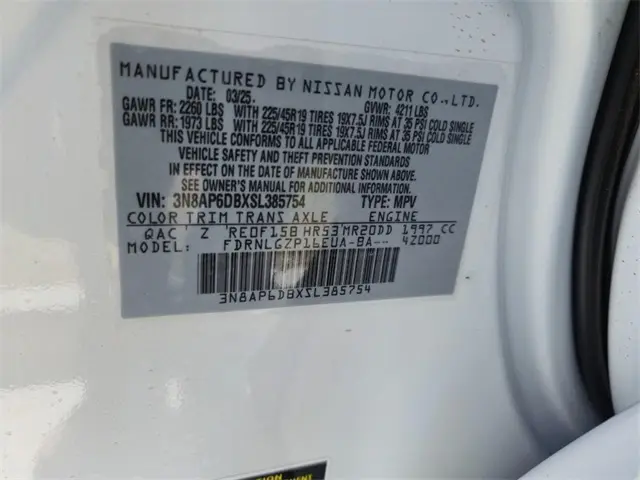 MANUFACTURED BY NISSAN MOTOR CO.,LTD.
DATE: 03/25. GVWR: 4211 LBS
GAWR FR: 2260 LBS WITH 225/45R19 TIRES 19X7.5J RIMS AT 35 PSI COLD SINGLE
GAWR RR: 1973 LBS WITH 225/45R19 TIRES 19X7.5J RIMS AT 35 PSI COLD SINGLE
THIS VEHICLE CONFORMS TO ALL APPLICABLE FEDERAL MOTOR
VEHICLE SAFETY AND THEFT PREVENTION STANDARDS
IN EFFECT ON THE DATE OF MANUFACTURE SHOWN ABOVE.
SEE OWNER'S MANUAL FOR ADDITIONAL INFORMATION
VIN: 3N8AP6DBXSL385754 TYPE: MPV
COLOR TRIM TRANS AXLE ENGINE
QAC Z RE0F15B HR53 MR20DD 1997 CC
MODEL: FDRNLGZP16EUA-BA-- 4Z000
3N8AP6DBXSL385754